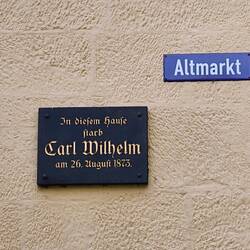 Altmarkt
In diesem Hause
starb
Carl Wilhelm
am 26. August 1873.